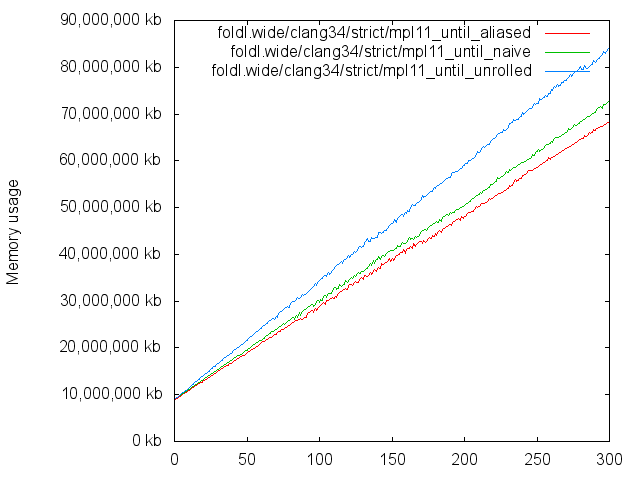 90,000,000 kb
80,000,000 kb
70,000,000 kb
60,000,000 kb
50,000,000 kb
40,000,000 kb
30,000,000 kb
20,000,000 kb
10,000,000 kb
0 kb
Memory usage
foldl.wide/clang34/strict/mpl11_until_aliased
foldl.wide/clang34/strict/mpl11_until_naive
foldl.wide/clang34/strict/mpl11_until_unrolled
0 50 100 150 200 250 300